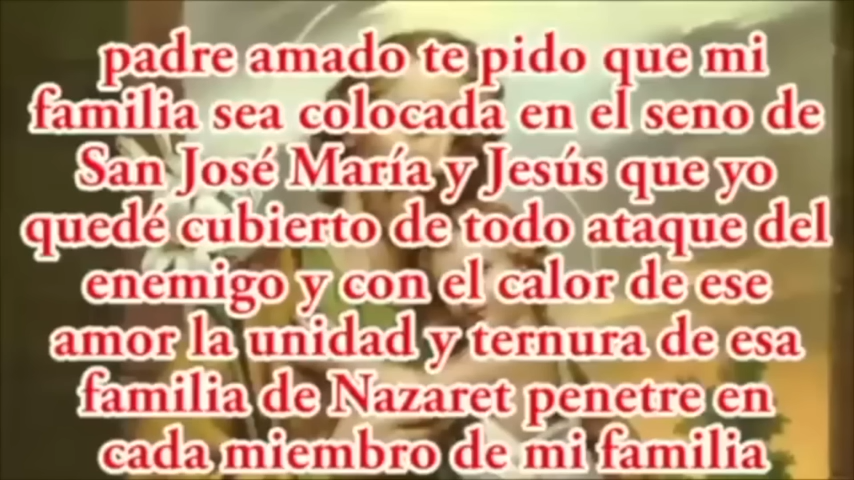 padre amado te pido que mi
familia sea colocada en el seno de
San José María y Jesús que yo
quedé cubierto de todo ataque del
enemigo y con el calor de ese
amor la unidad y ternura de esa
familia de Nazaret penetre en
cada miembro de mi familia